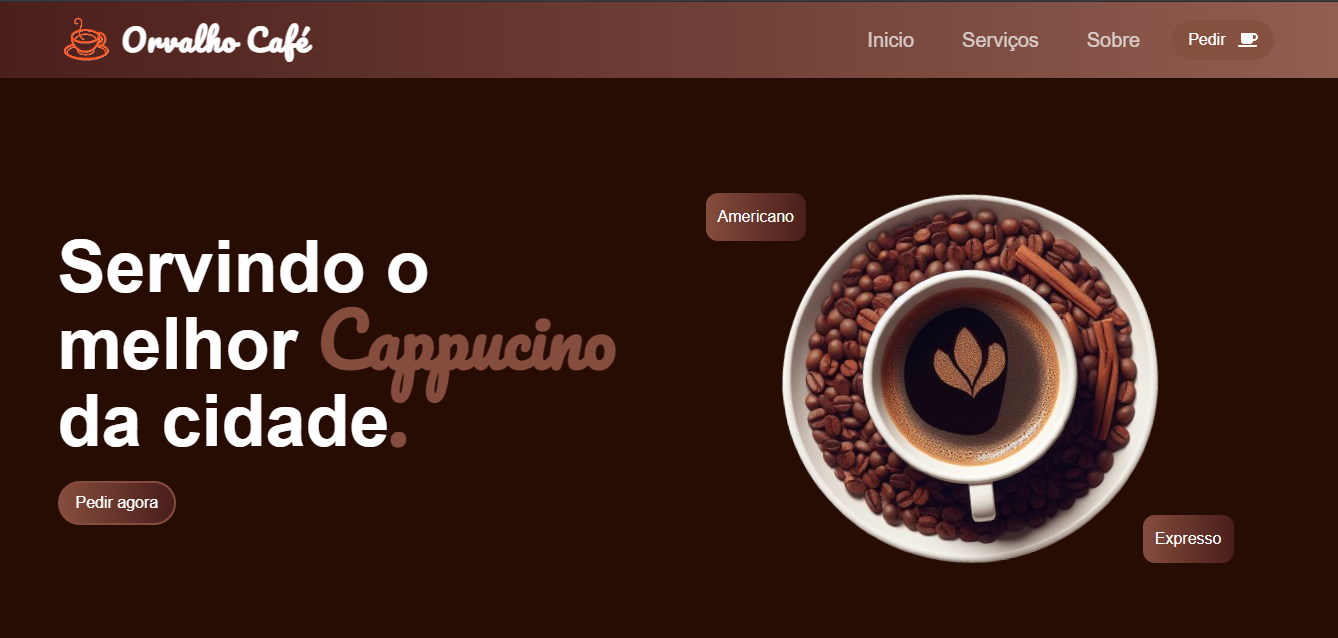 Orvalho Café
Inicio
Serviços
Sobre
Pedir
Servindo o
melhor Cappucino
da cidade.
Pedir agora
Americano
Expresso